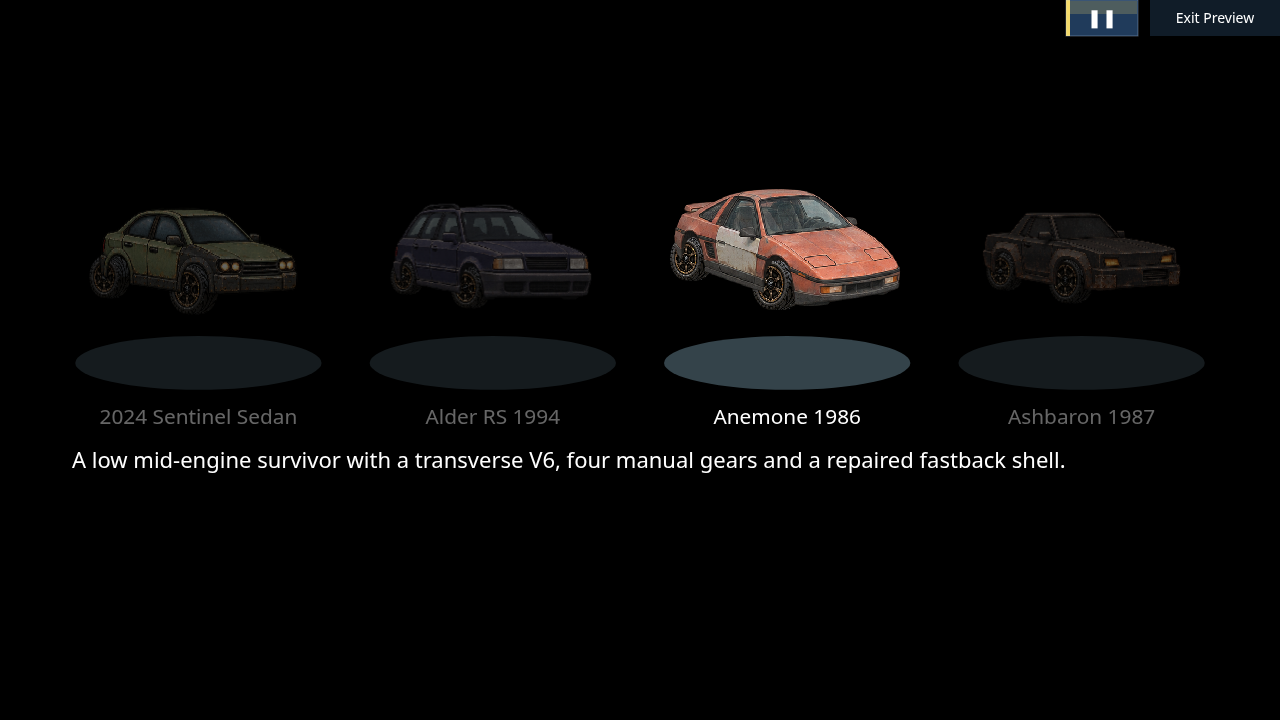 Exit Preview
2024 Sentinel Sedan
Alder RS 1994
Anemone 1986
Ashbaron 1987
A low mid-engine survivor with a transverse V6, four manual gears and a repaired fastback shell.